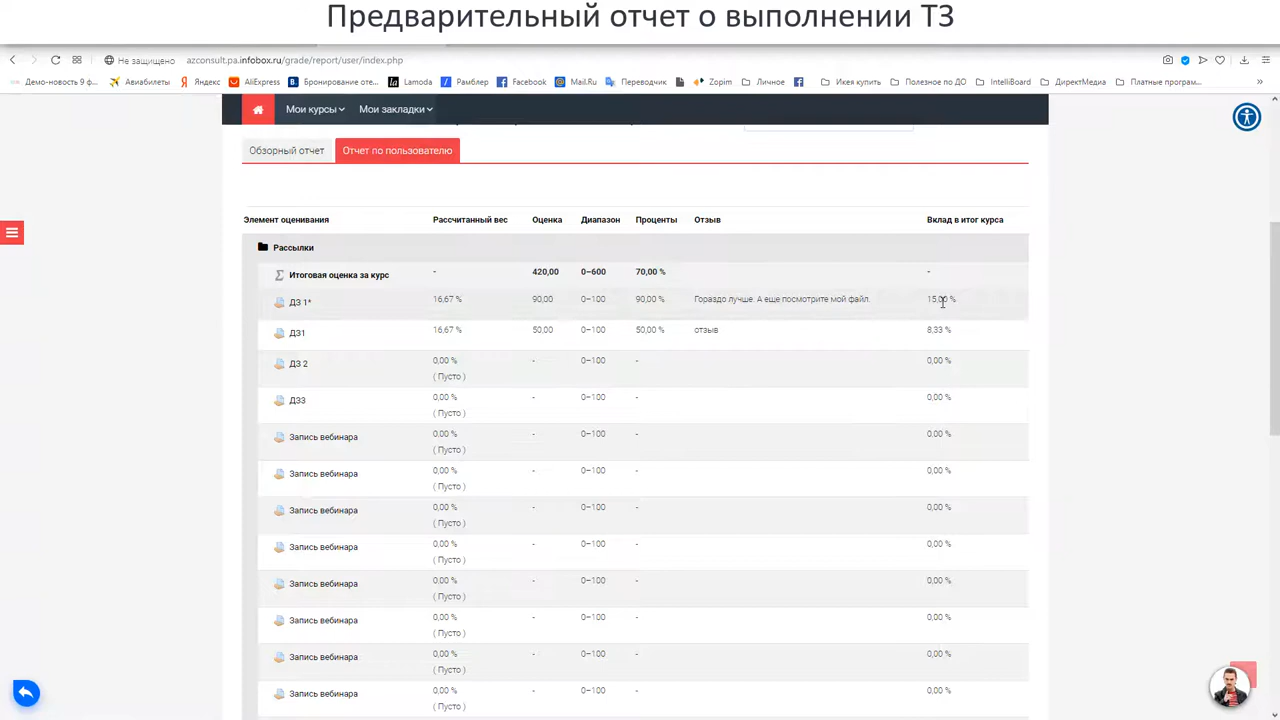 Предварительный отчет о выполнении ТЗ
Не защищено azconsult.pa.infobox.ru/grade/report/user/index.php
Демо-новость 9 ф... Авиабилеты Яндекс AliExpress Бронирование оте... Lamoda Рамблер Facebook Mail.Ru Переводчик Zopim Личное Икея купить Полезное по ДО IntelliBoard ДиректМедиа Платные програм... »
Мои курсы Мои закладки
Обзорный отчет Отчет по пользователю
Элемент оценивания Рассчитанный вес Оценка Диапазон Проценты Отзыв Вклад в итог курса
Рассылки
Итоговая оценка за курс - 420,00 0–600 70,00 % -
ДЗ 1* 16,67 % 90,00 0–100 90,00 % Гораздо лучше. А еще посмотрите мой файл. 15,00 %
ДЗ1 16,67 % 50,00 0–100 50,00 % отзыв 8,33 %
ДЗ 2 0,00 % - 0–100 - 0,00 %
( Пусто )
ДЗ3 0,00 % - 0–100 - 0,00 %
( Пусто )
Запись вебинара 0,00 % - 0–100 - 0,00 %
( Пусто )
Запись вебинара 0,00 % - 0–100 - 0,00 %
( Пусто )
Запись вебинара 0,00 % - 0–100 - 0,00 %
( Пусто )
Запись вебинара 0,00 % - 0–100 - 0,00 %
( Пусто )
Запись вебинара 0,00 % - 0–100 - 0,00 %
( Пусто )
Запись вебинара 0,00 % - 0–100 - 0,00 %
( Пусто )
Запись вебинара 0,00 % - 0–100 - 0,00 %
( Пусто )
Запись вебинара 0,00 % - 0–100 - 0,00 %
( Пусто )